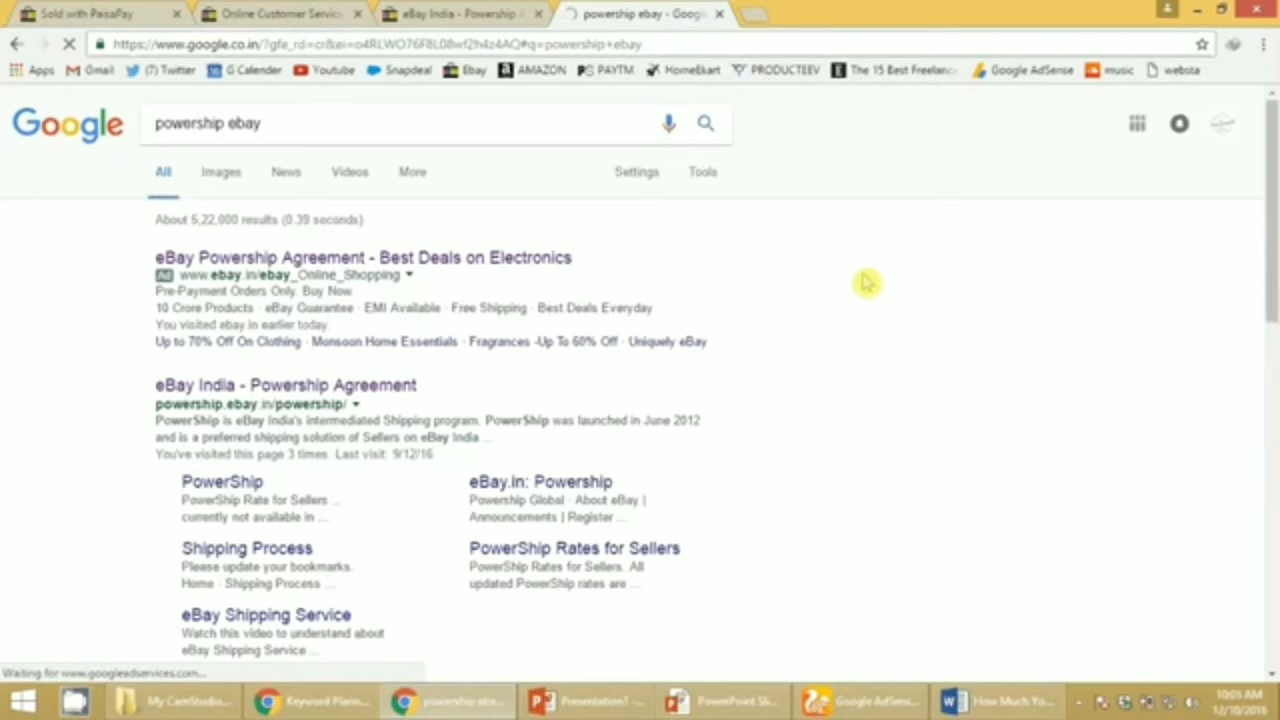 Sold with PaisaPay
Online Customer Servic
eBay India - Powership A
powership ebay - Googl
https://www.google.co.in/?gfe_rd=cr&ei=o4RLWO76F8L08wf2h4z4AQ#q=powership+ebay
Apps Gmail (7) Twitter G Calender Youtube Snapdeal Ebay AMAZON PAYTM HomeEkart PRODUCTEEV The 15 Best Freelanc Google AdSense music websta
Google
powership ebay
All Images News Videos More Settings Tools
About 5,22,000 results (0.39 seconds)
eBay Powership Agreement - Best Deals on Electronics
Ad www.ebay.in/ebay_Online_Shopping
Pre-Payment Orders Only. Buy Now.
10 Crore Products · eBay Guarantee · EMI Available · Free Shipping · Best Deals Everyday
You visited ebay.in earlier today.
Up to 70% Off On Clothing · Monsoon Home Essentials · Fragrances -Up To 60% Off · Uniquely eBay
eBay India - Powership Agreement
powership.ebay.in/powership/
PowerShip is eBay India's intermediated Shipping program. PowerShip was launched in June 2012
and is a preferred shipping solution of Sellers on eBay India ...
You've visited this page 3 times. Last visit: 9/12/16
PowerShip
PowerShip Rate for Sellers ...
currently not available in ...
eBay.in: Powership
Powership Global · About eBay |
Announcements | Register ...
Shipping Process
Please update your bookmarks.
Home · Shipping Process ...
PowerShip Rates for Sellers
PowerShip Rates for Sellers. All
updated PowerShip rates are ...
eBay Shipping Service
Watch this video to understand about
eBay Shipping Service ...
Waiting for www.googleadservices.com...
My CamStudio... Keyword Plann... powership eba... Presentation1 -... PowerPoint Sli... Google AdSen... How Much Yo...
10:05 AM
12/10/2016